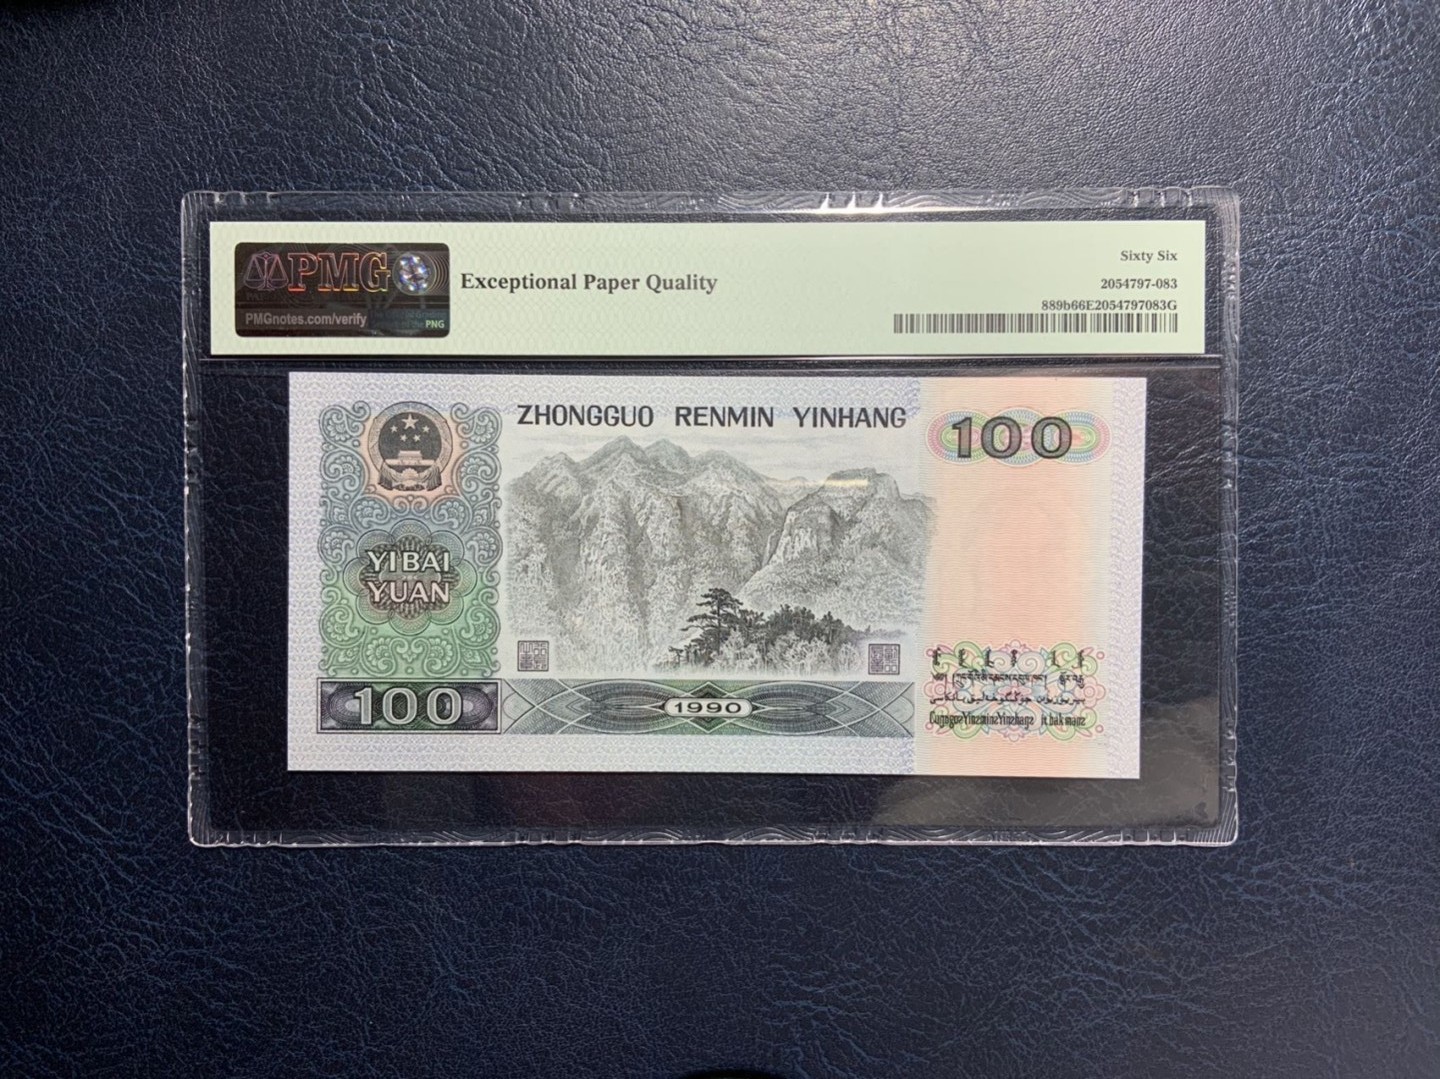 PMG
PMGnotes.com/verify
PNG
Exceptional Paper Quality
Sixty Six
2054797-083
889b66E2054797083G
ZHONGGUO RENMIN YINHANG
100
YIBAI
YUAN
100
1990